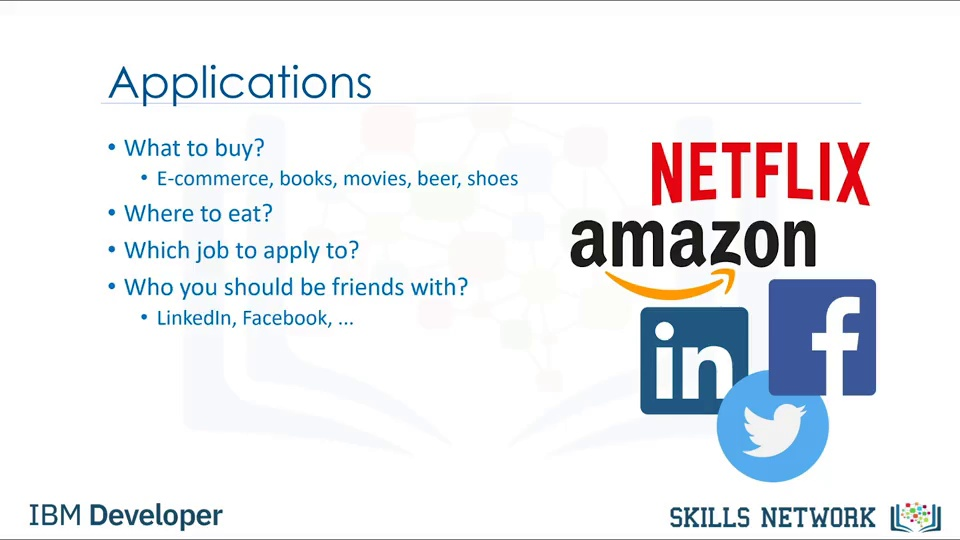 Applications
• What to buy?
• E-commerce, books, movies, beer, shoes
• Where to eat?
• Which job to apply to?
• Who you should be friends with?
• LinkedIn, Facebook, ...
NETFLIX
amazon
in
f
IBM Developer
SKILLS NETWORK